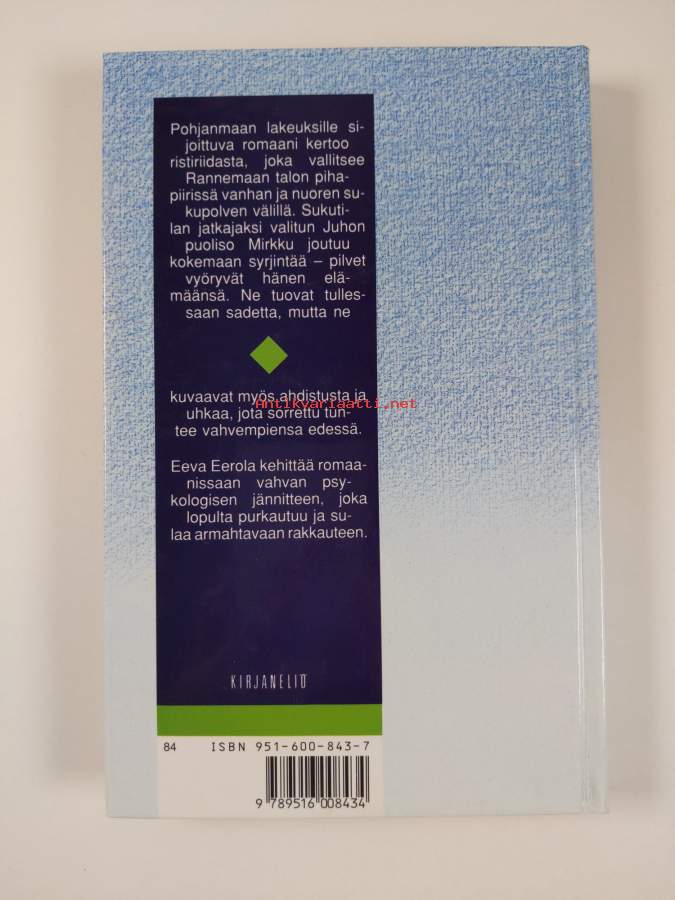 Pohjanmaan lakeuksille si-
joittuva romaani kertoo
ristiriidasta, joka vallitsee
Rannemaan talon piha-
piirissä vanhan ja nuoren su-
kupolven välillä. Sukuti-
lan jatkajaksi valitun Juhon
puoliso Mirkku joutuu
kokemaan syrjintää – pilvet
vyöryvät hänen elä-
määnsä. Ne tuovat tulles-
saan sadetta, mutta ne
kuvaavat myös ahdistusta ja
Antikvariaatti.net
uhkaa, jota sorrettu tun-
tee vahvempiensa edessä.
Eeva Eerola kehittää romaa-
nissaan vahvan psy-
kologisen jännitteen, joka
lopulta purkautuu ja su-
laa armahtavaan rakkauteen.
KIRJANELIÖ
84 ISBN 951-600-843-7
9 789516 008434